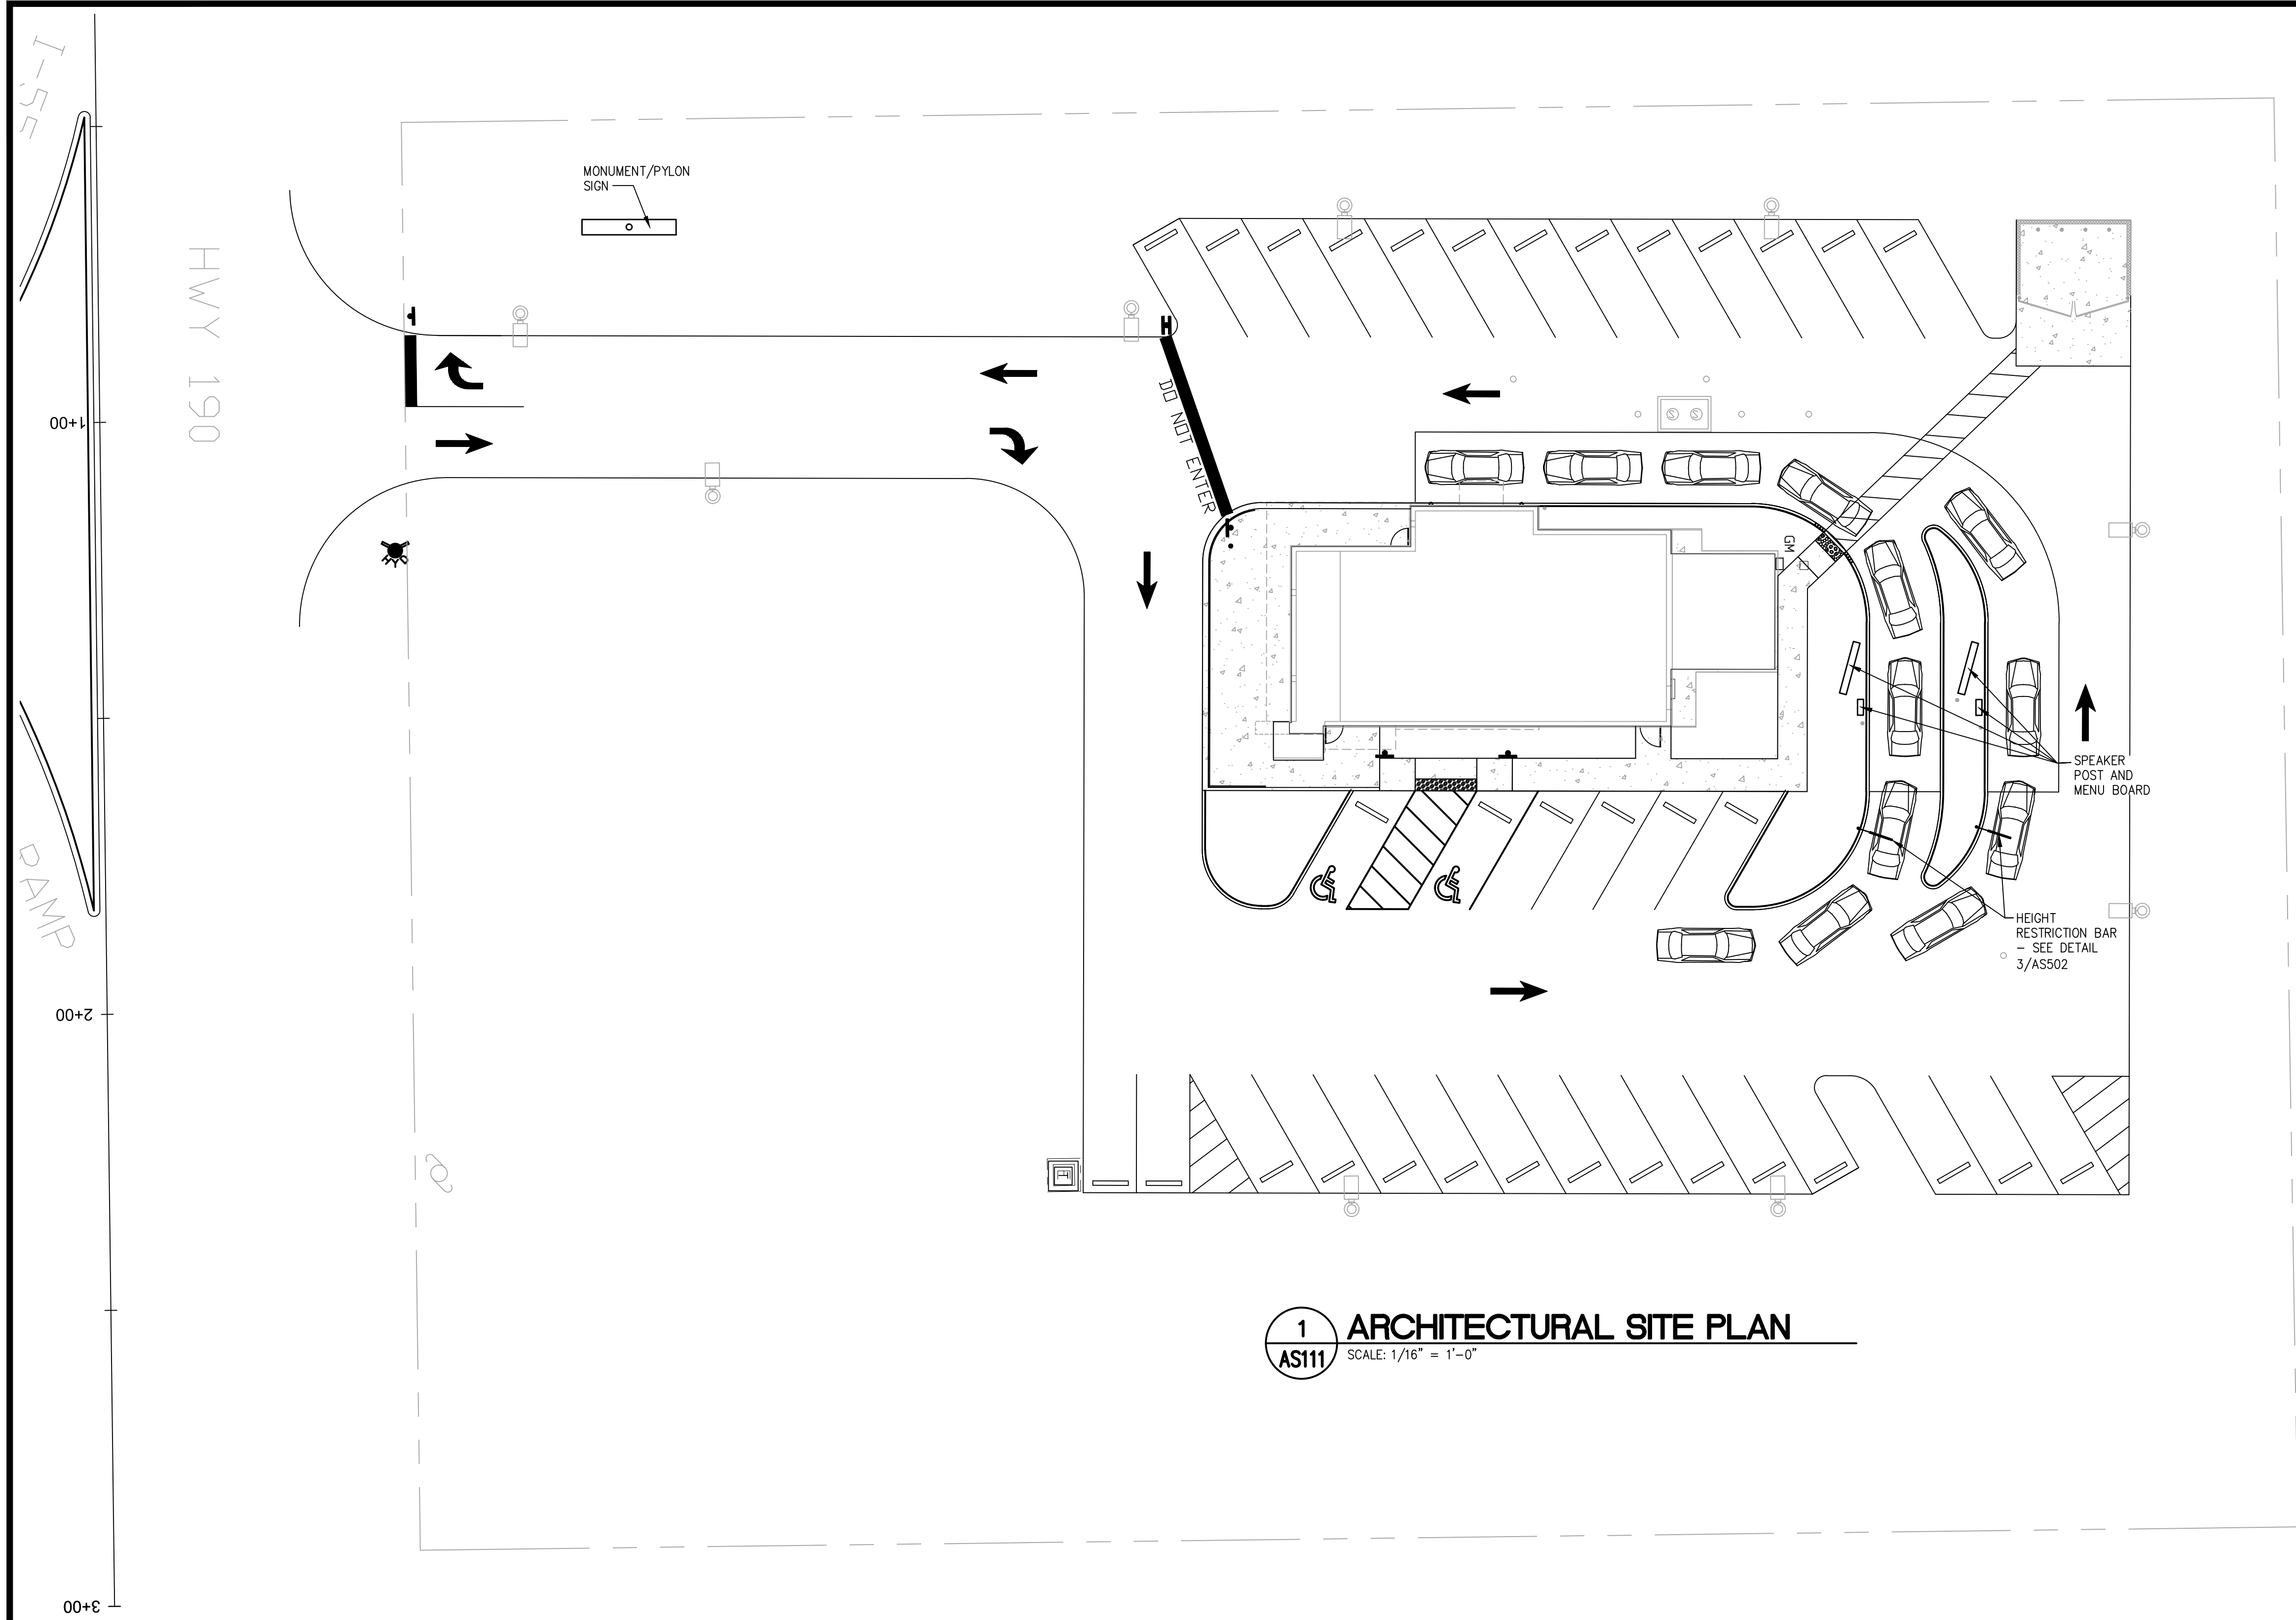 I-55
MONUMENT/PYLON
SIGN
HWY 190
1+00
DO NOT ENTER
HYD
GM
SPEAKER
POST AND
MENU BOARD
RAMP
HEIGHT
RESTRICTION BAR
- SEE DETAIL
3/AS502
2+00
1
AS111
ARCHITECTURAL SITE PLAN
SCALE: 1/16" = 1'-0"
3+00